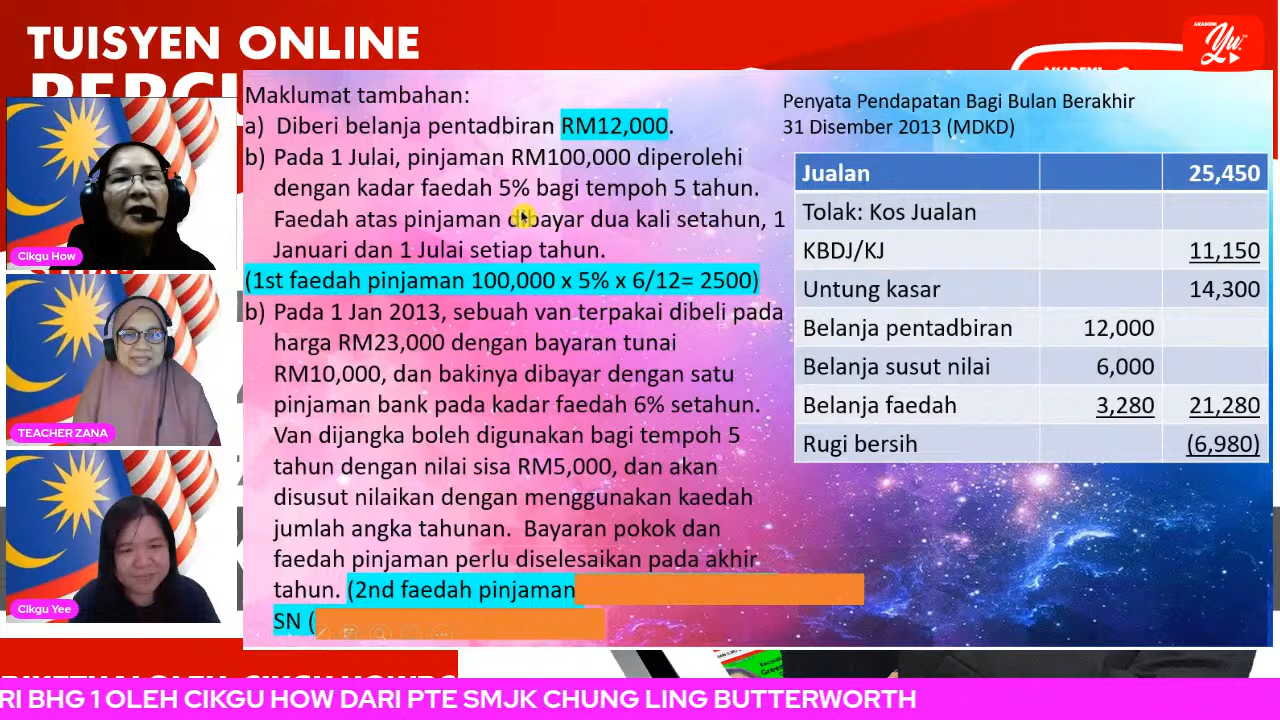 TUISYEN ONLINE
AKADEMI
Yu
Maklumat tambahan:
a) Diberi belanja pentadbiran RM12,000.
b) Pada 1 Julai, pinjaman RM100,000 diperolehi
dengan kadar faedah 5% bagi tempoh 5 tahun.
Faedah atas pinjaman dibayar dua kali setahun, 1
Januari dan 1 Julai setiap tahun.
(1st faedah pinjaman 100,000 x 5% x 6/12= 2500)
b) Pada 1 Jan 2013, sebuah van terpakai dibeli pada
harga RM23,000 dengan bayaran tunai
RM10,000, dan bakinya dibayar dengan satu
pinjaman bank pada kadar faedah 6% setahun.
Van dijangka boleh digunakan bagi tempoh 5
tahun dengan nilai sisa RM5,000, dan akan
disusut nilaikan dengan menggunakan kaedah
jumlah angka tahunan. Bayaran pokok dan
faedah pinjaman perlu diselesaikan pada akhir
tahun. (2nd faedah pinjaman
SN (
Penyata Pendapatan Bagi Bulan Berakhir
31 Disember 2013 (MDKD)
Jualan 25,450
Tolak: Kos Jualan
KBDJ/KJ 11,150
Untung kasar 14,300
Belanja pentadbiran 12,000
Belanja susut nilai 6,000
Belanja faedah 3,280 21,280
Rugi bersih (6,980)
Cikgu How
TEACHER ZANA
Cikgu Yee
RI BHG 1 OLEH CIKGU HOW DARI PTE SMJK CHUNG LING BUTTERWORTH